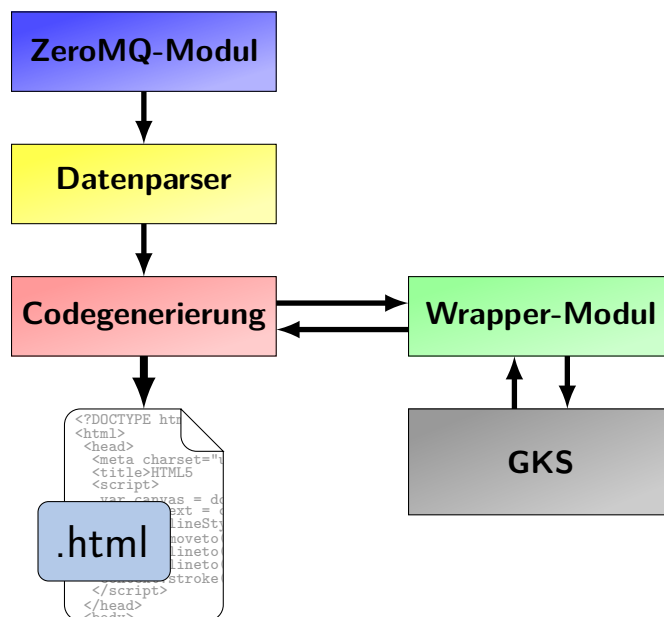 ZeroMQ-Modul
Datenparser
Codegenerierung
Wrapper-Modul
GKS
<?DOCTYPE htm
<html>
<head>
<meta charset="u
<title>HTML5
<script>
var canvas = do
ext = c
lineSty
moveto(
lineto(
lineto(
stroke(
</script>
</head>
<body>
.html